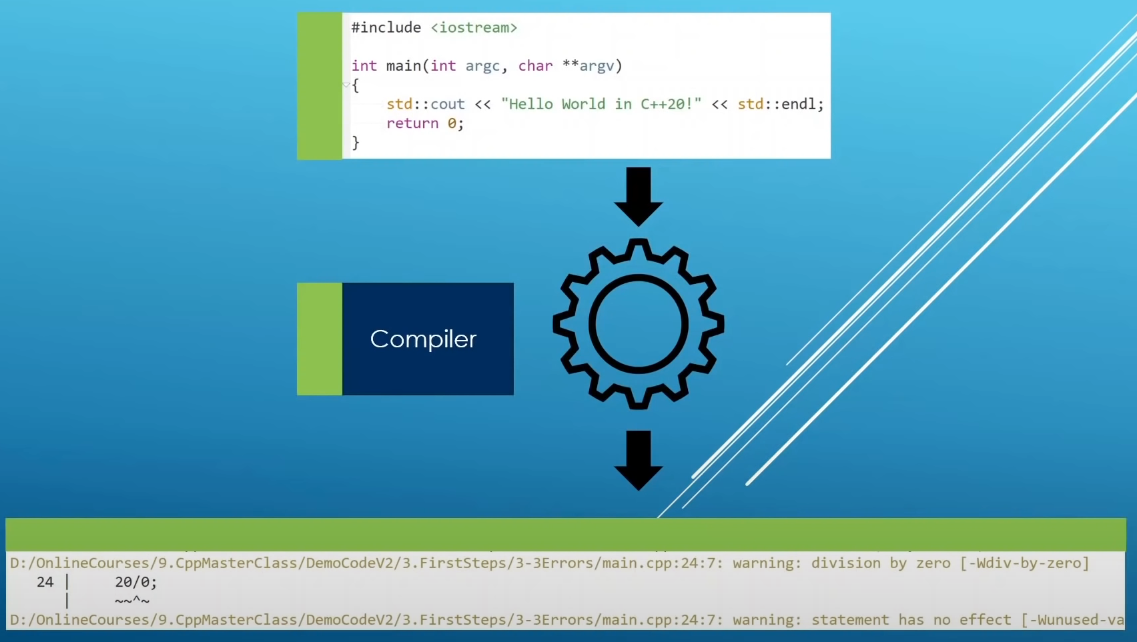 #include <iostream>
int main(int argc, char **argv)
{
    std::cout << "Hello World in C++20!" << std::endl;
    return 0;
}
Compiler
D:/OnlineCourses/9.CppMasterClass/DemoCodeV2/3.FirstSteps/3-3Errors/main.cpp:24:7: warning: division by zero [-Wdiv-by-zero]
   24 |     20/0;
      |     ~~^~
D:/OnlineCourses/9.CppMasterClass/DemoCodeV2/3.FirstSteps/3-3Errors/main.cpp:24:7: warning: statement has no effect [-Wunused-va